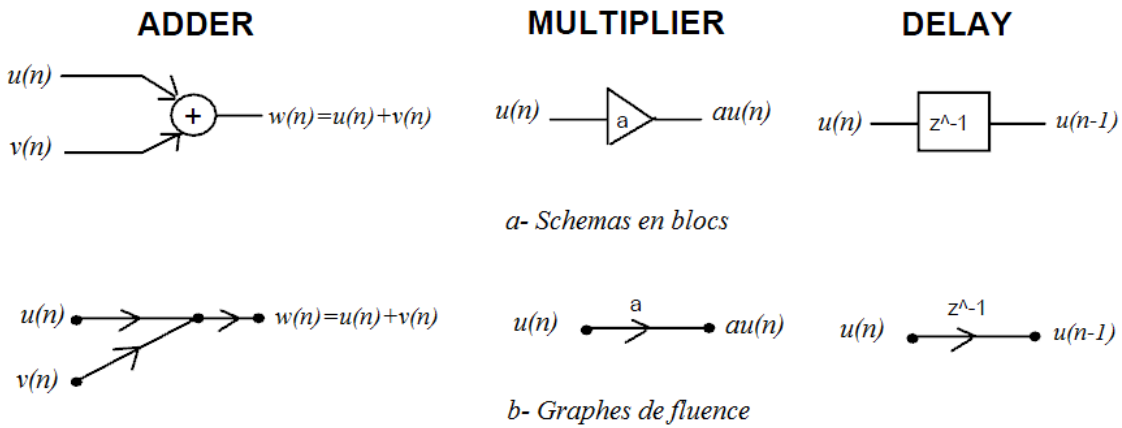 ADDER MULTIPLIER DELAY
u(n)
v(n)
+
w(n)=u(n)+v(n)
u(n)
a
au(n)
u(n)
z^-1
u(n-1)
a- Schemas en blocs
u(n)
v(n)
w(n)=u(n)+v(n)
u(n)
a
au(n)
u(n)
z^-1
u(n-1)
b- Graphes de fluence